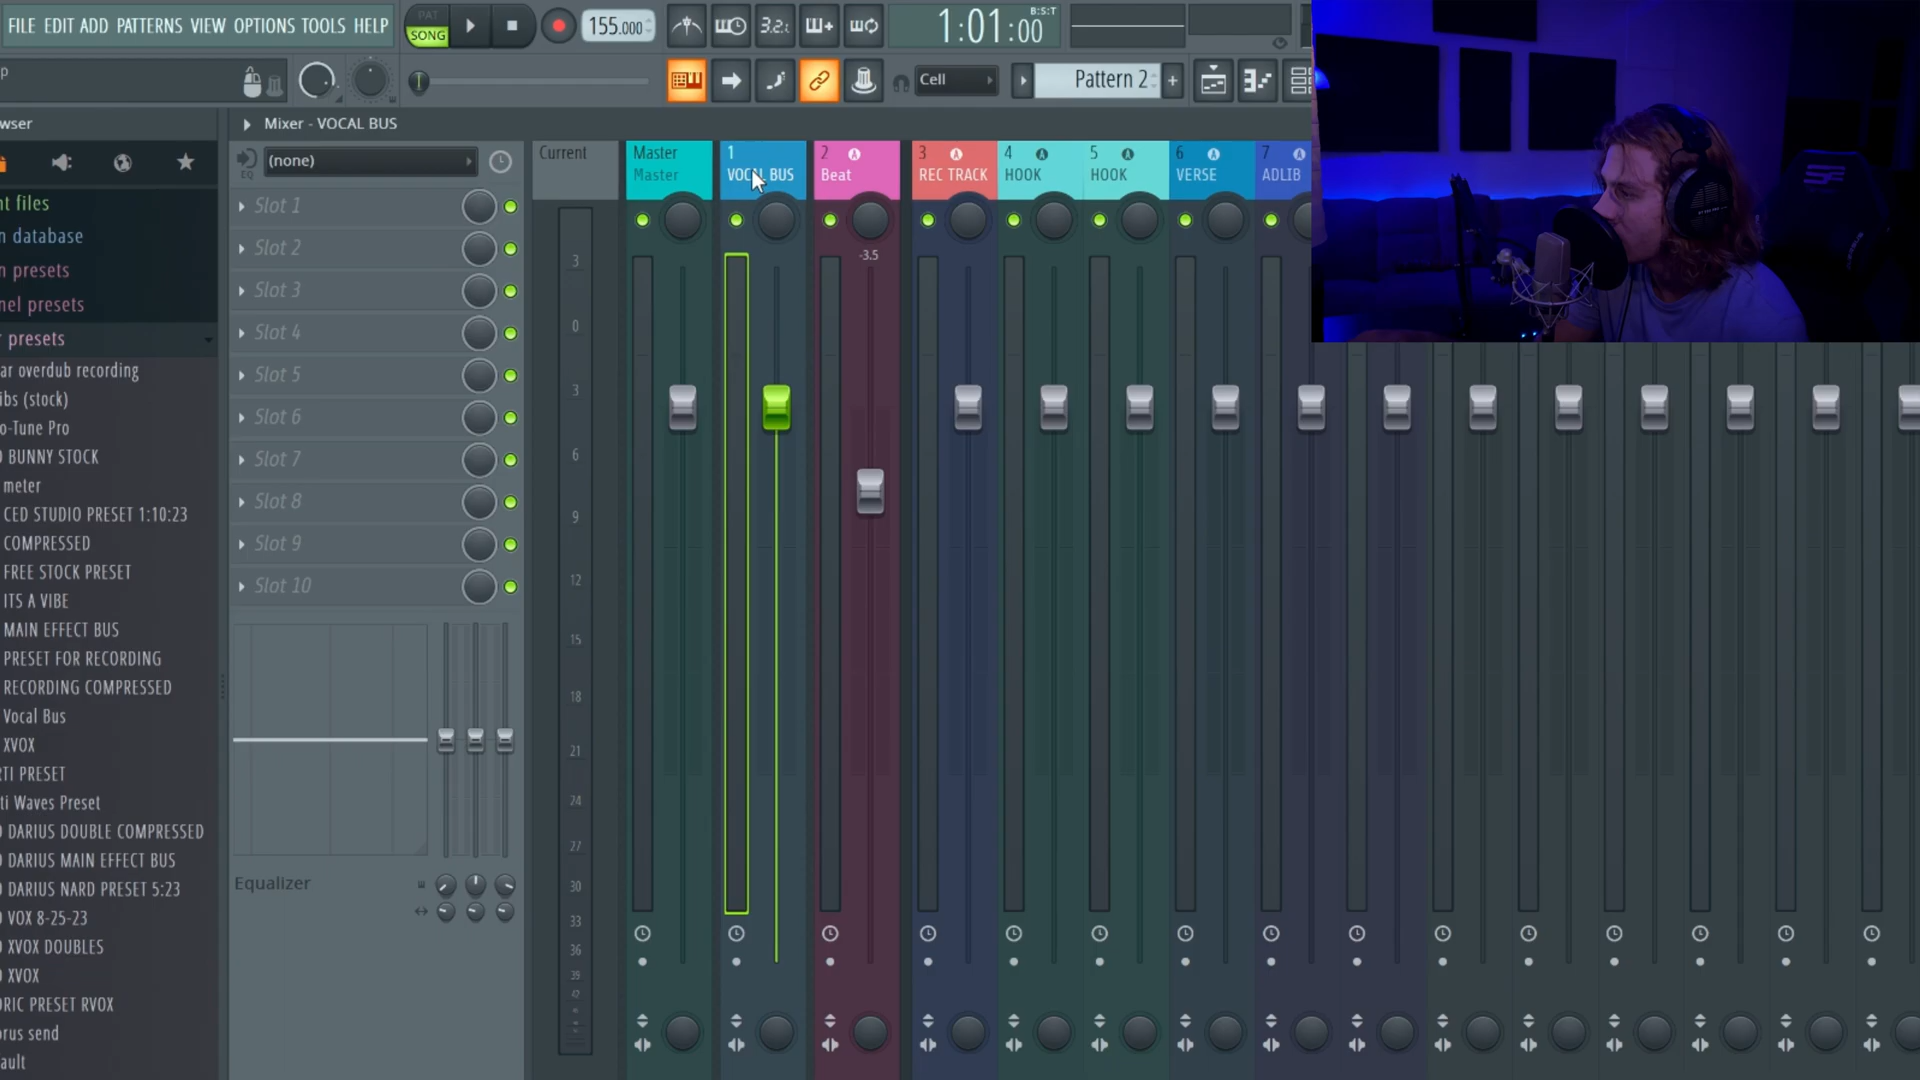 FILE EDIT ADD PATTERNS VIEW OPTIONS TOOLS HELP
PAT
SONG
155.000
3.2.
1:01:00
B:S:T
p
Cell
Pattern 2
wser
Mixer - VOCAL BUS
(none)
EQ
Current
Master
Master
1
VOCAL BUS
2
Beat
3
REC TRACK
4
HOOK
5
HOOK
6
VERSE
7
ADLIB
nt files
n database
n presets
nel presets
r presets
ar overdub recording
ibs (stock)
o-Tune Pro
BUNNY STOCK
meter
CED STUDIO PRESET 1:10:23
COMPRESSED
FREE STOCK PRESET
ITS A VIBE
MAIN EFFECT BUS
PRESET FOR RECORDING
RECORDING COMPRESSED
Vocal Bus
XVOX
TI PRESET
ti Waves Preset
DARIUS DOUBLE COMPRESSED
DARIUS MAIN EFFECT BUS
DARIUS NARD PRESET 5:23
VOX 8-25-23
XVOX DOUBLES
XVOX
ORIC PRESET RVOX
orus send
ault
Slot 1
Slot 2
Slot 3
Slot 4
Slot 5
Slot 6
Slot 7
Slot 8
Slot 9
Slot 10
Equalizer
-3.5
3
0
3
6
9
12
15
18
21
24
27
30
33
36
39
42